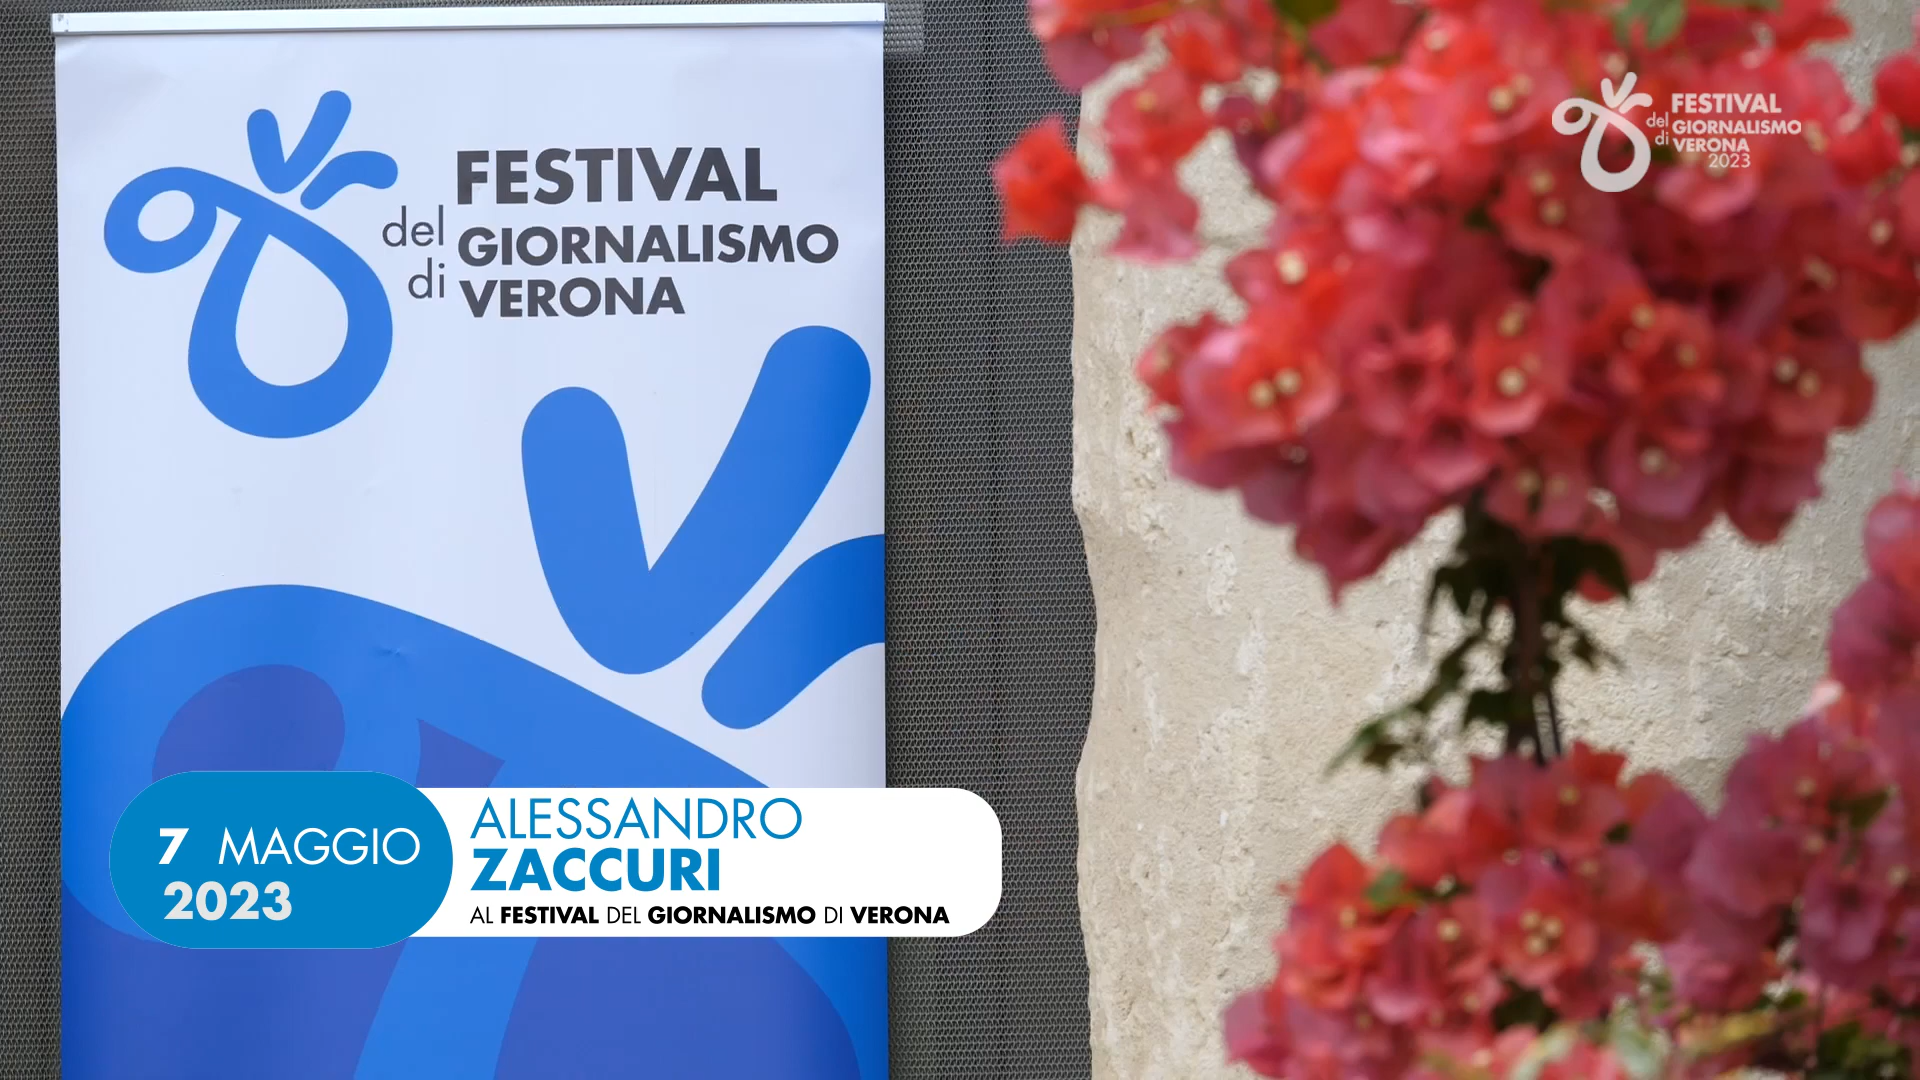 FESTIVAL
del GIORNALISMO
di VERONA
FESTIVAL
del GIORNALISMO
di VERONA
2023
7 MAGGIO
2023
ALESSANDRO
ZACCURI
AL FESTIVAL DEL GIORNALISMO DI VERONA